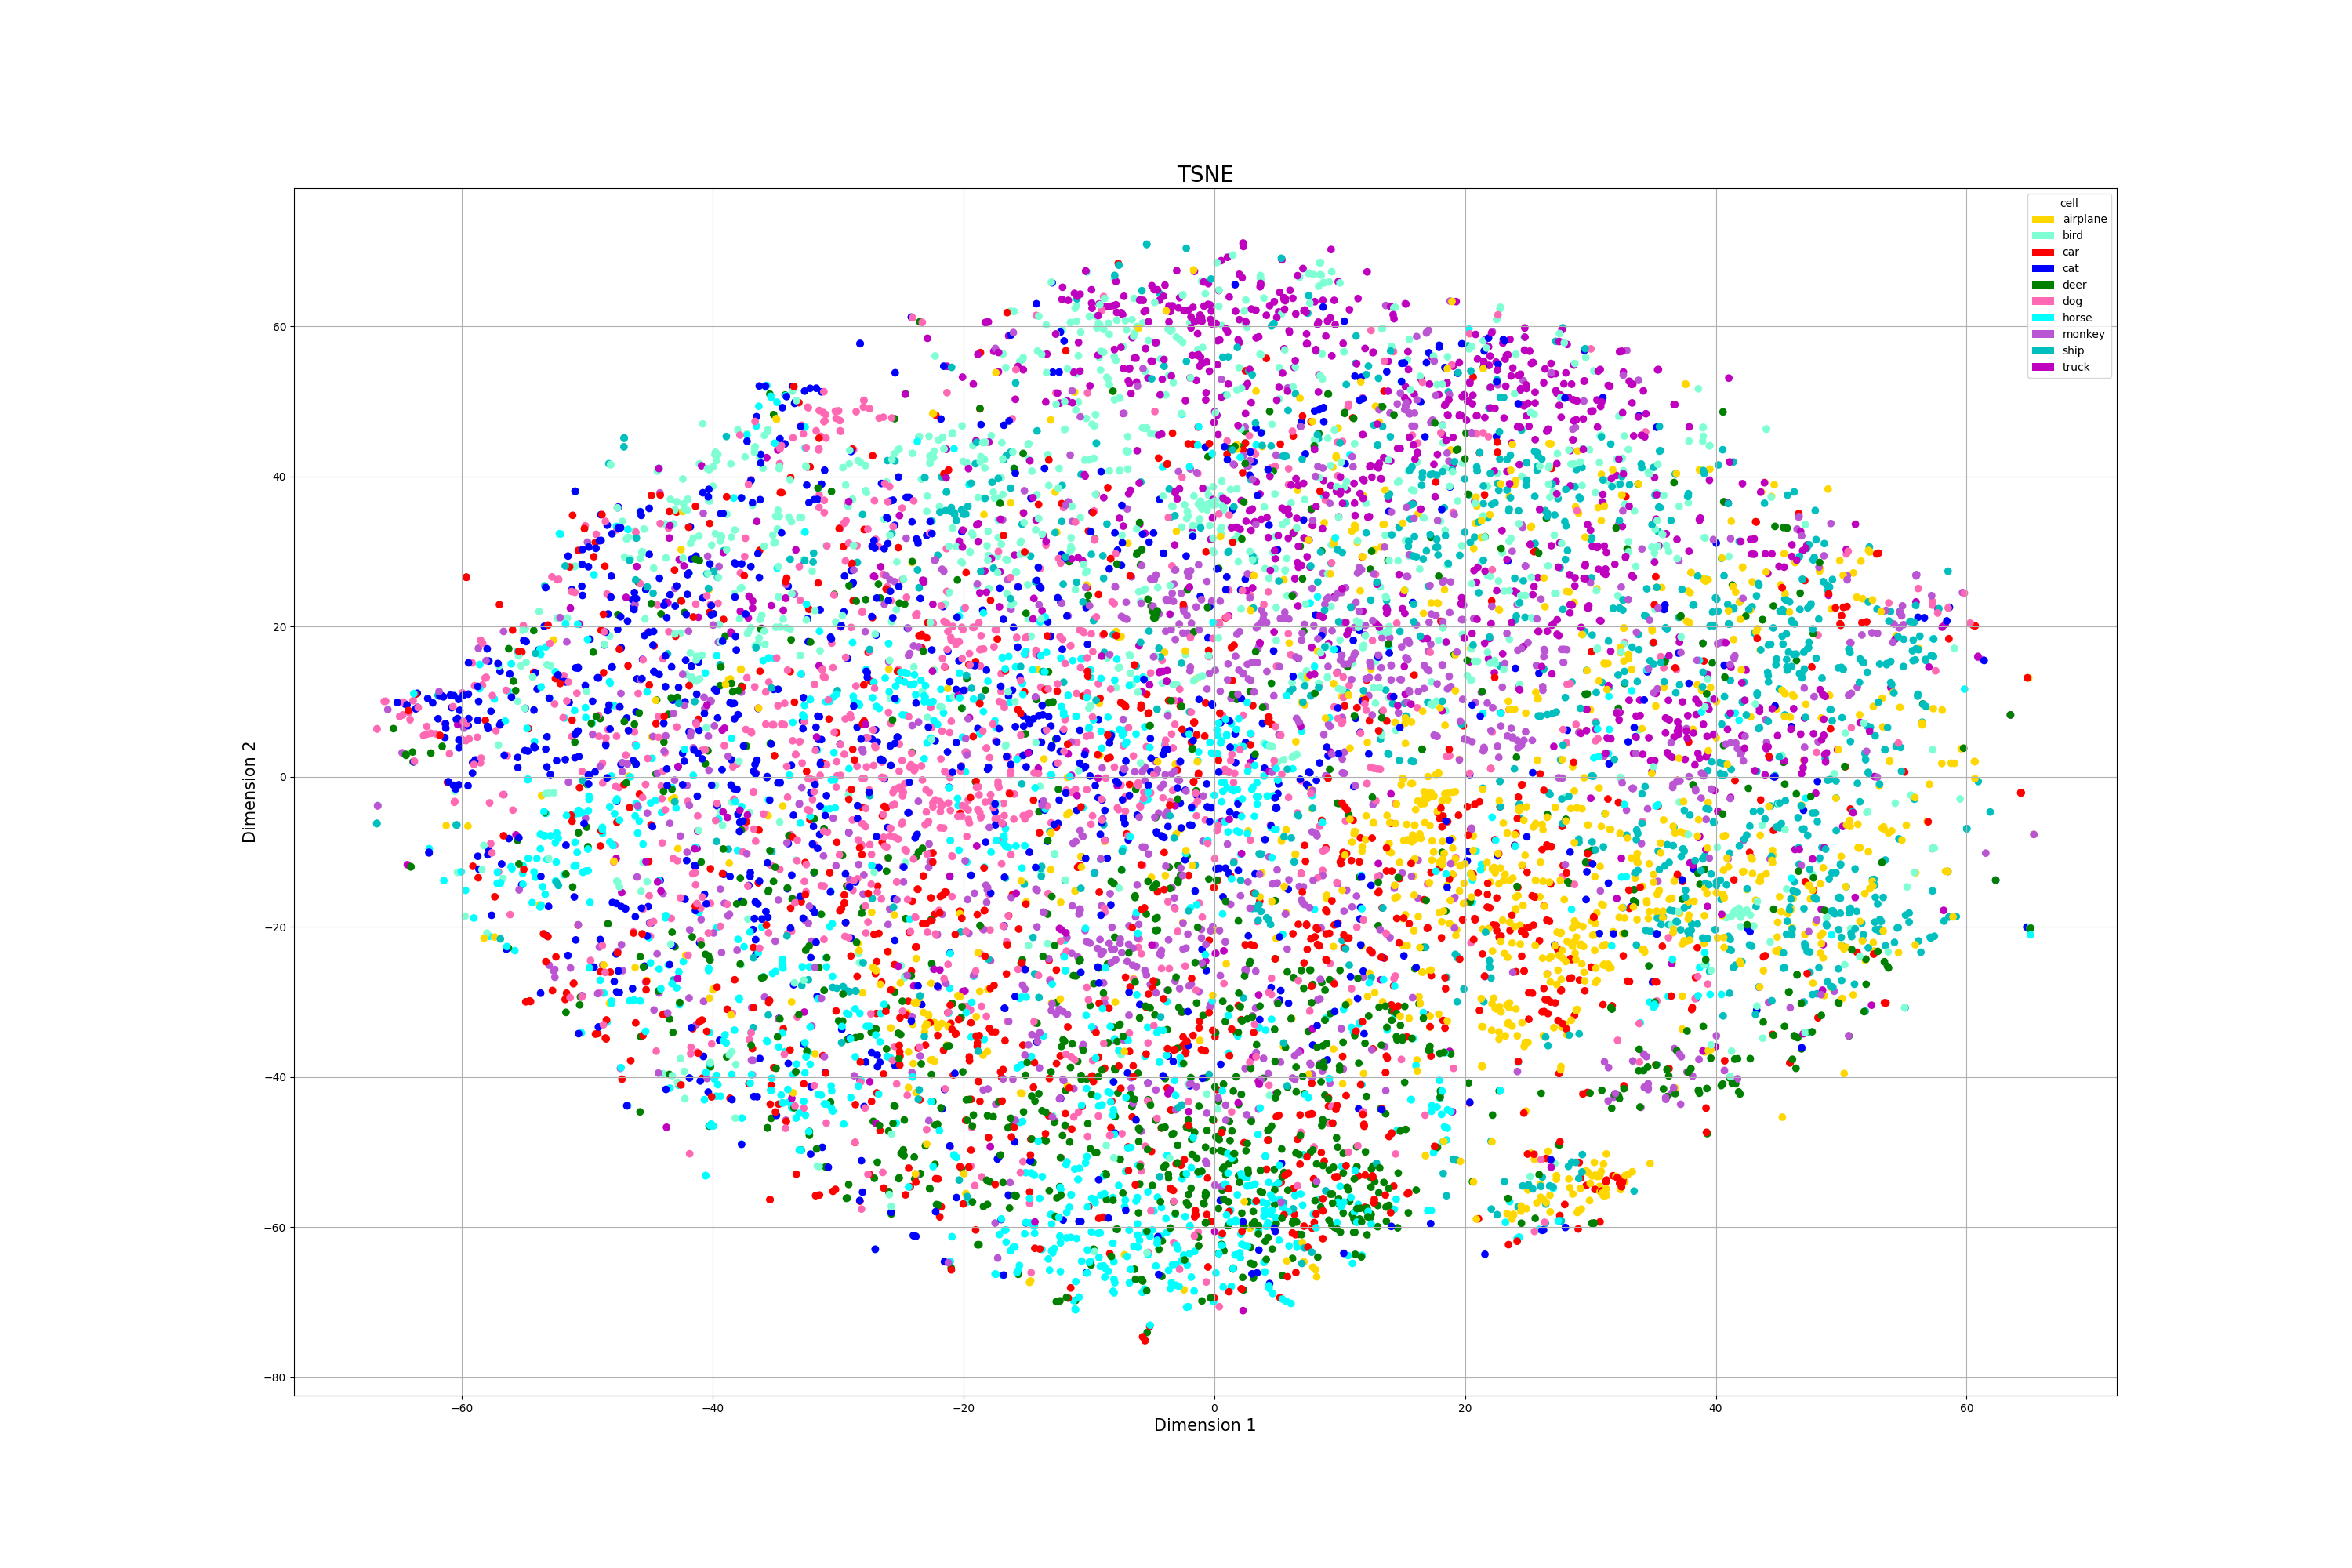 TSNE
cell
airplane
bird
car
cat
deer
dog
horse
monkey
ship
truck
60
40
20
0
−20
−40
−60
−80
Dimension 2
−60 −40 −20 0 20 40 60
Dimension 1